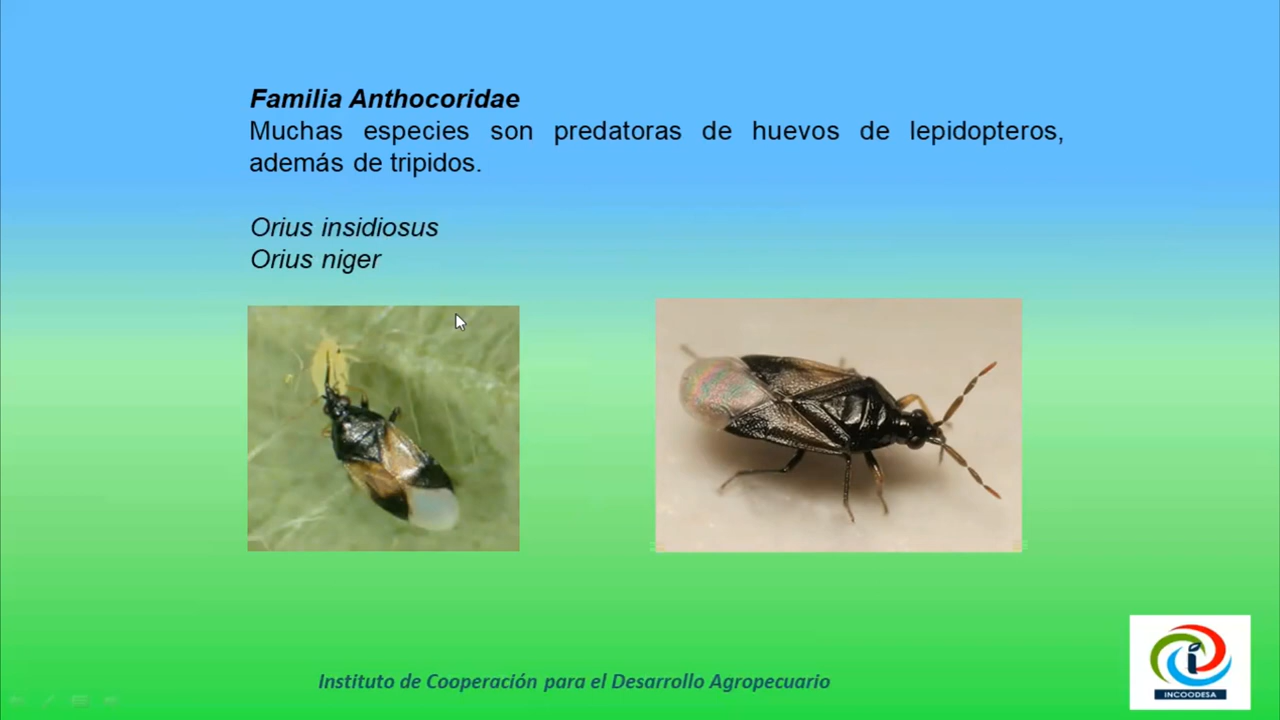 Familia Anthocoridae
Muchas especies son predatoras de huevos de lepidopteros,
además de tripidos.
Orius insidiosus
Orius niger
Instituto de Cooperación para el Desarrollo Agropecuario
INCOODESA